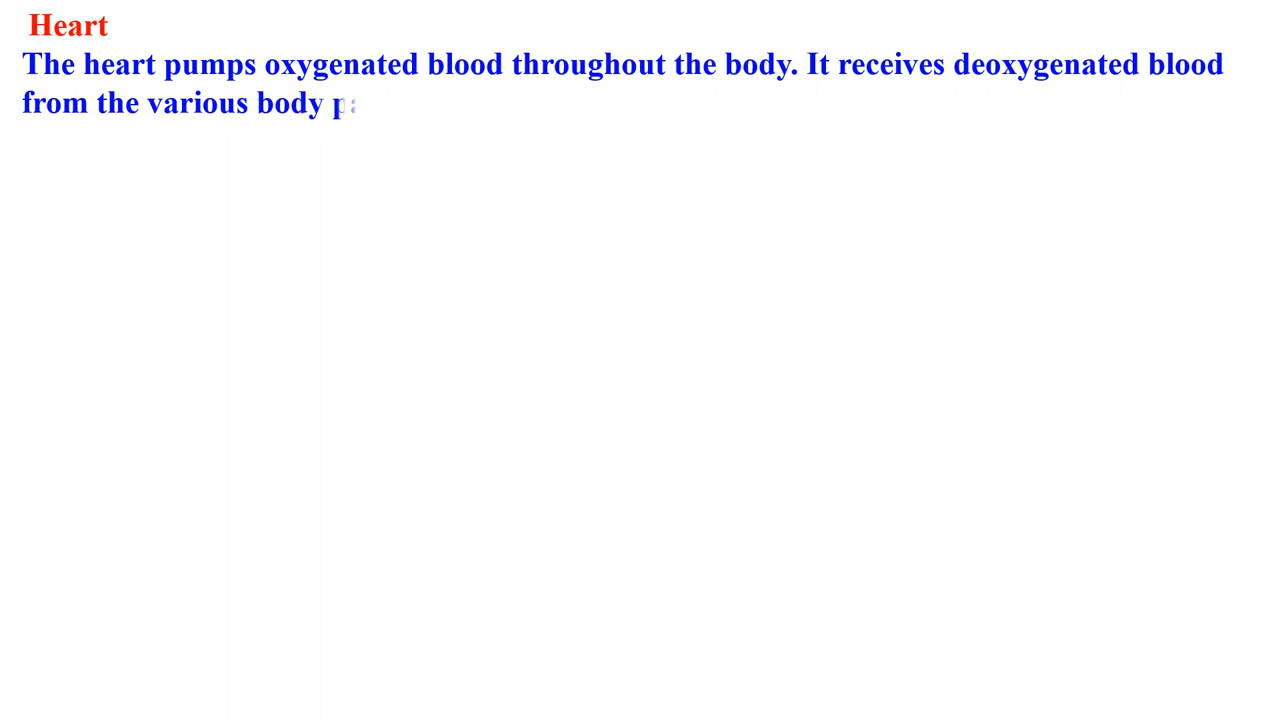 Heart
The heart pumps oxygenated blood throughout the body. It receives deoxygenated blood
from the various body